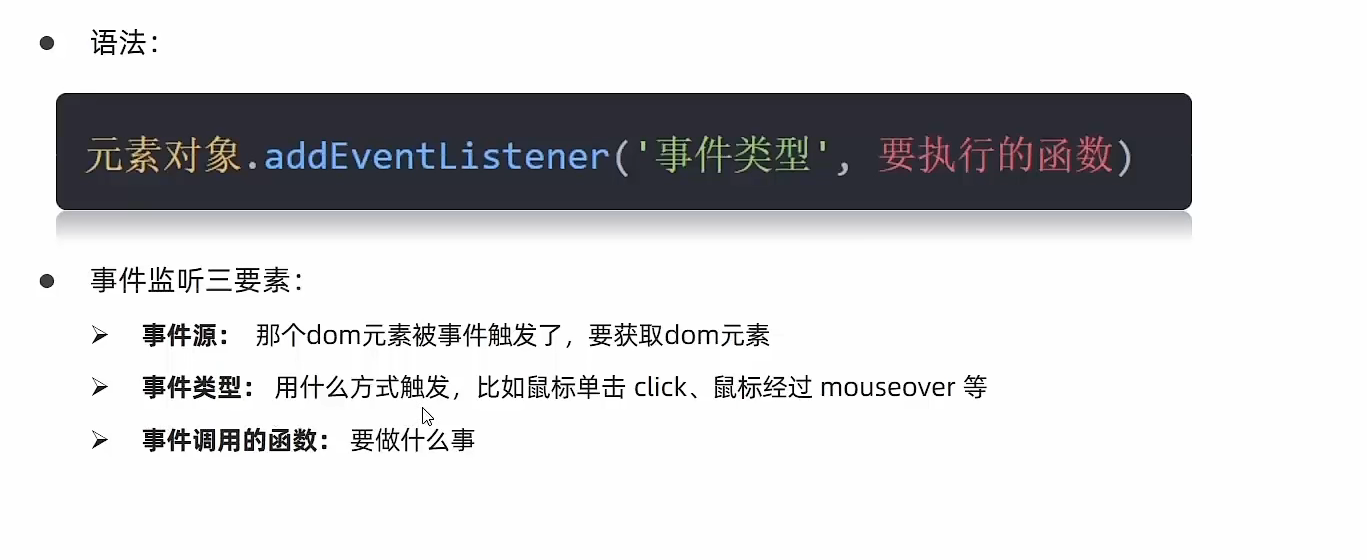 语法：
元素对象.addEventListener('事件类型', 要执行的函数)
事件监听三要素：
事件源： 那个dom元素被事件触发了，要获取dom元素
事件类型： 用什么方式触发，比如鼠标单击 click、鼠标经过 mouseover 等
事件调用的函数： 要做什么事